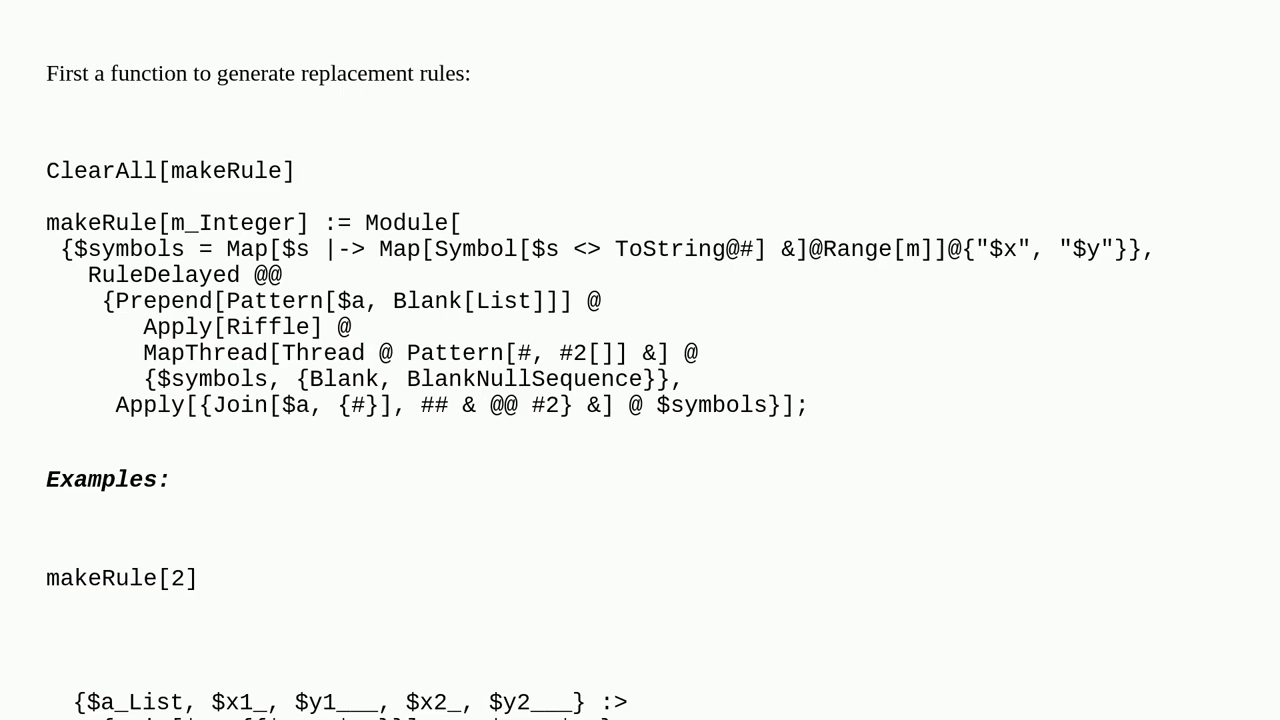 First a function to generate replacement rules:
ClearAll[makeRule]
makeRule[m_Integer] := Module[
 {$symbols = Map[$s |-> Map[Symbol[$s <> ToString@#] &]@Range[m]]@{"$x", "$y"}},
   RuleDelayed @@
    {Prepend[Pattern[$a, Blank[List]]] @
       Apply[Riffle] @
       MapThread[Thread @ Pattern[#, #2[]] &] @
       {$symbols, {Blank, BlankNullSequence}},
     Apply[{Join[$a, {#}], ## & @@ #2} &] @ $symbols}];
Examples:
makeRule[2]
{$a_List, $x1_, $y1___, $x2_, $y2___} :>